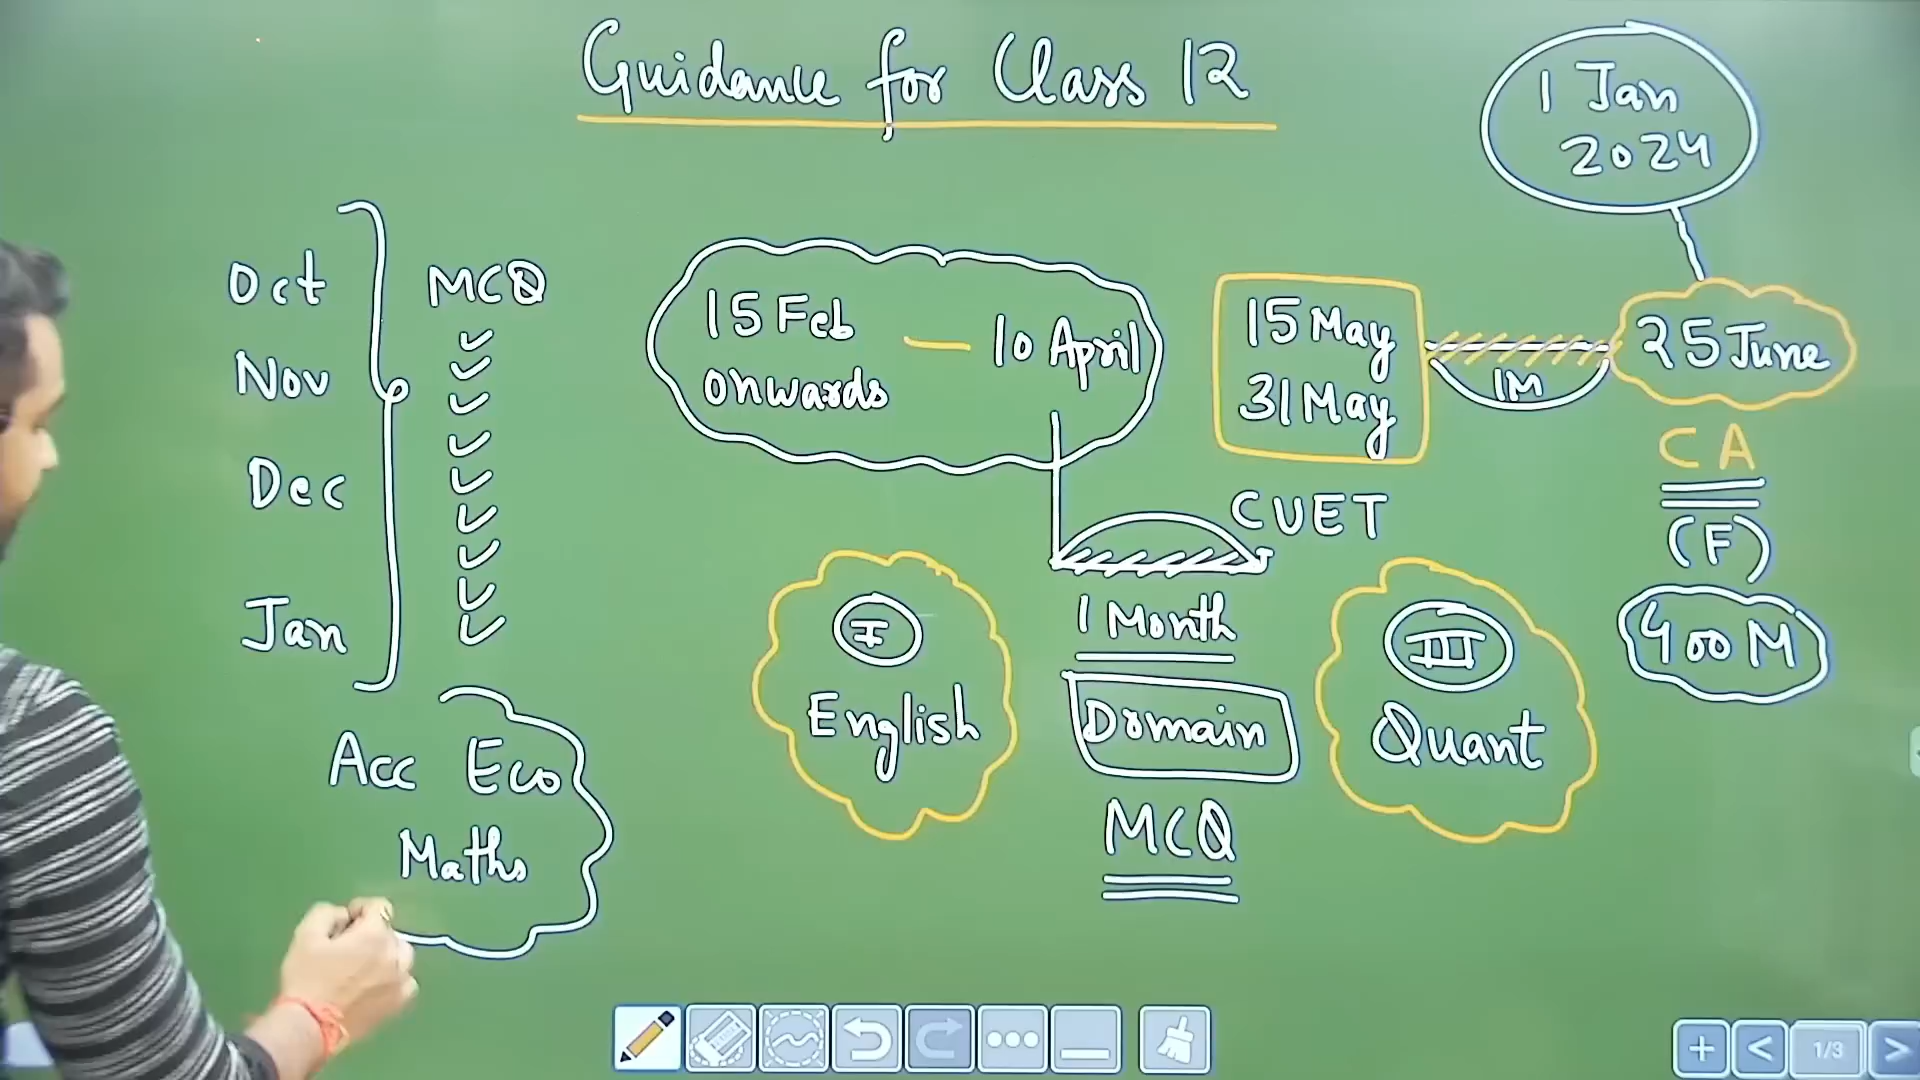 Guidance for Class 12
1 Jan
2024
Oct
Nov
Dec
Jan
MCQ
Acc Eco
Maths
15 Feb
onwards
— 10 April
15 May
31 May
1M
25 June
CA
(F)
400 M
CUET
1 Month
Domain
MCQ
I
English
III
Quant
1/3